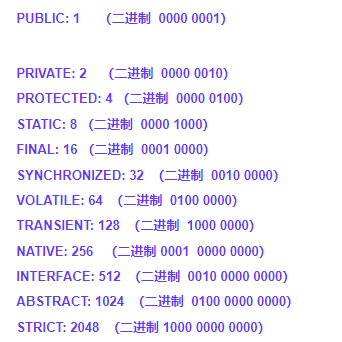 PUBLIC: 1 （二进制 0000 0001）
PRIVATE: 2 （二进制 0000 0010）
PROTECTED: 4 （二进制 0000 0100）
STATIC: 8 （二进制 0000 1000）
FINAL: 16 （二进制 0001 0000）
SYNCHRONIZED: 32 （二进制 0010 0000）
VOLATILE: 64 （二进制 0100 0000）
TRANSIENT: 128 （二进制 1000 0000）
NATIVE: 256 （二进制 0001 0000 0000）
INTERFACE: 512 （二进制 0010 0000 0000）
ABSTRACT: 1024 （二进制 0100 0000 0000）
STRICT: 2048 （二进制 1000 0000 0000）